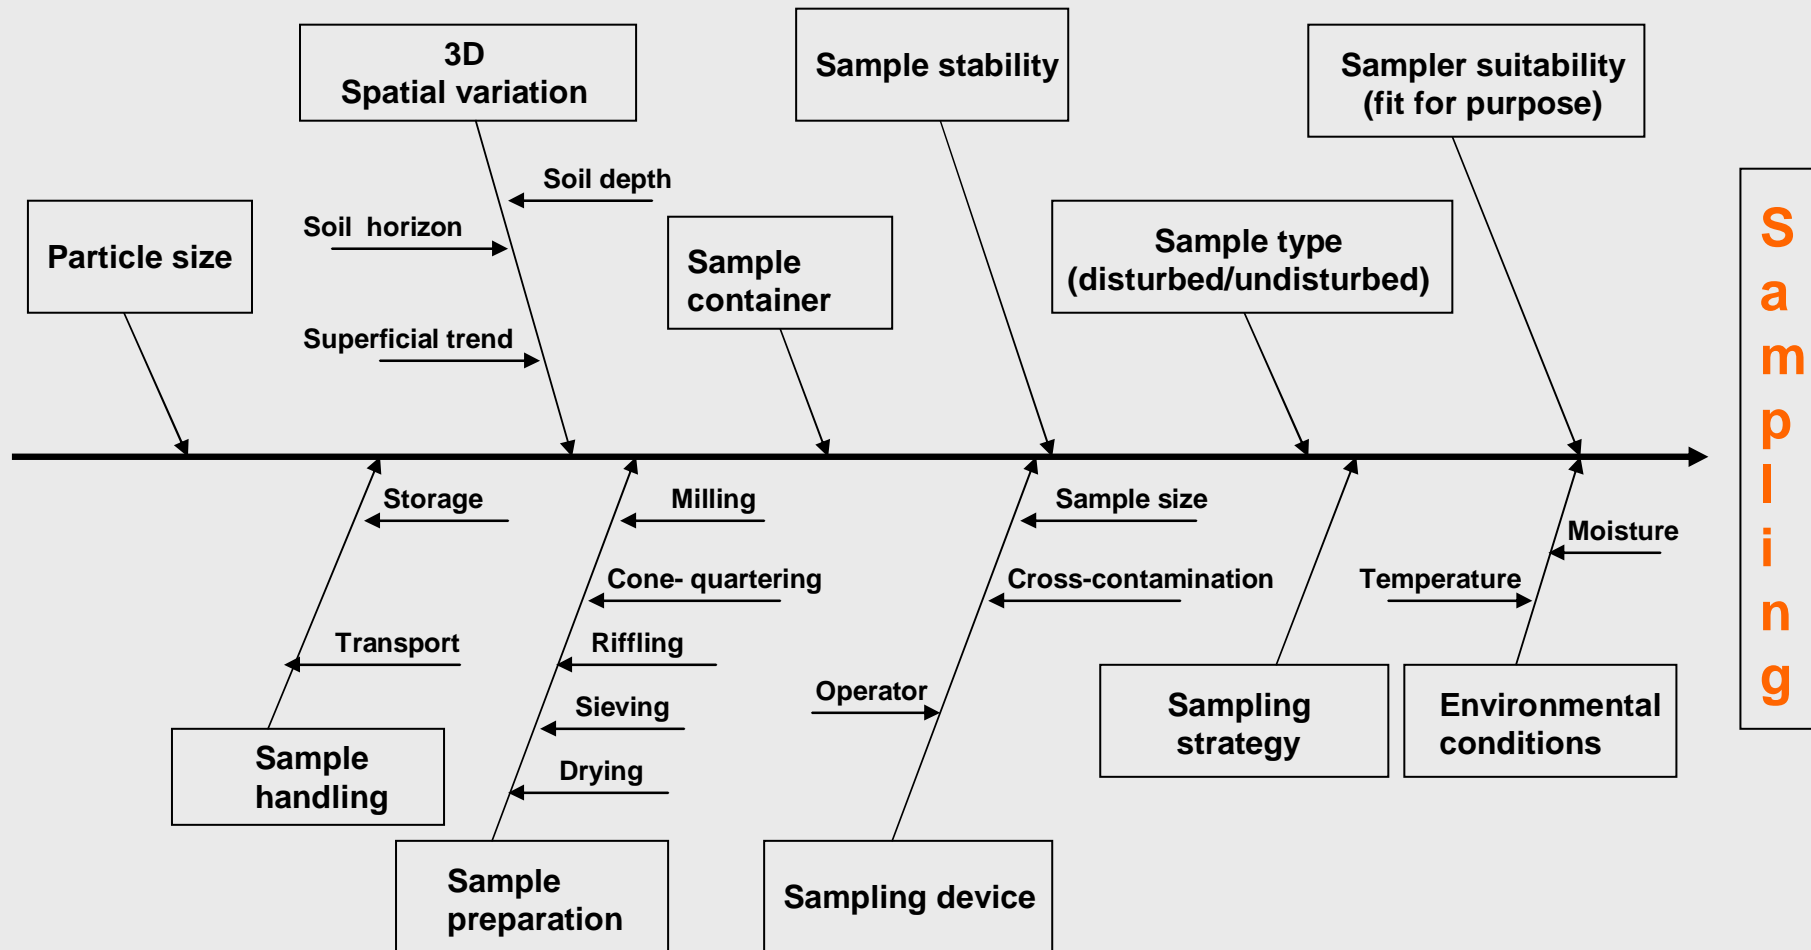 3D
Spatial variation
Sample stability
Sampler suitability
(fit for purpose)
Soil depth
Soil horizon
Superficial trend
Particle size
Sample
container
Sample type
(disturbed/undisturbed)
Storage
Transport
Sample
handling
Milling
Cone- quartering
Riffling
Sieving
Drying
Sample
preparation
Sample size
Cross-contamination
Operator
Sampling device
Sampling
strategy
Moisture
Temperature
Environmental
conditions
S
a
m
p
l
i
n
g